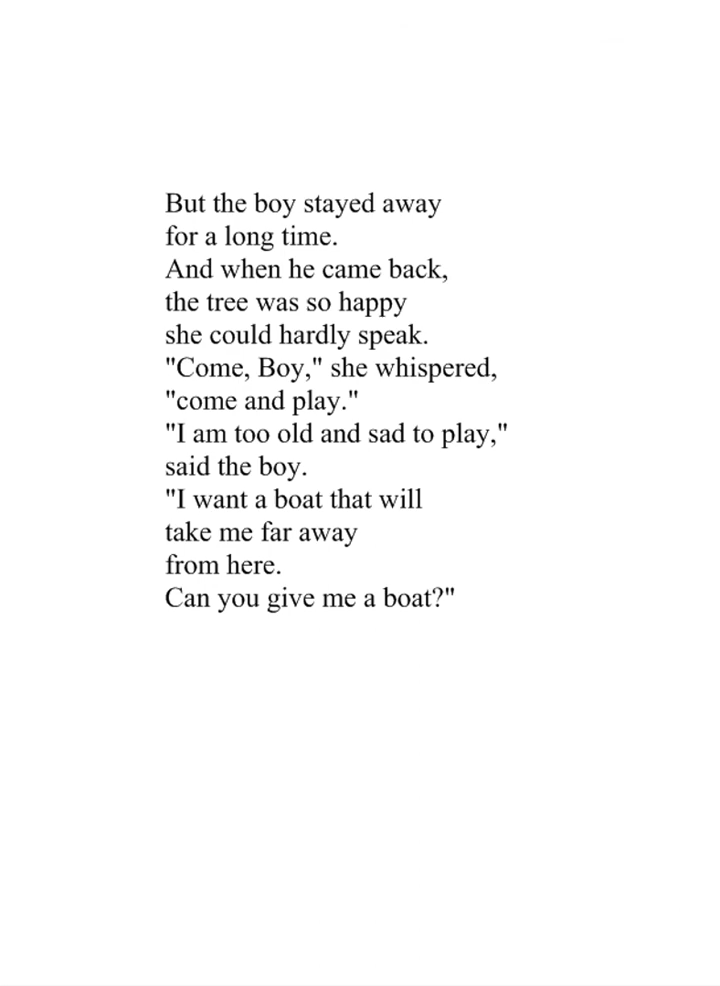 But the boy stayed away
for a long time.
And when he came back,
the tree was so happy
she could hardly speak.
"Come, Boy," she whispered,
"come and play."
"I am too old and sad to play,"
said the boy.
"I want a boat that will
take me far away
from here.
Can you give me a boat?"